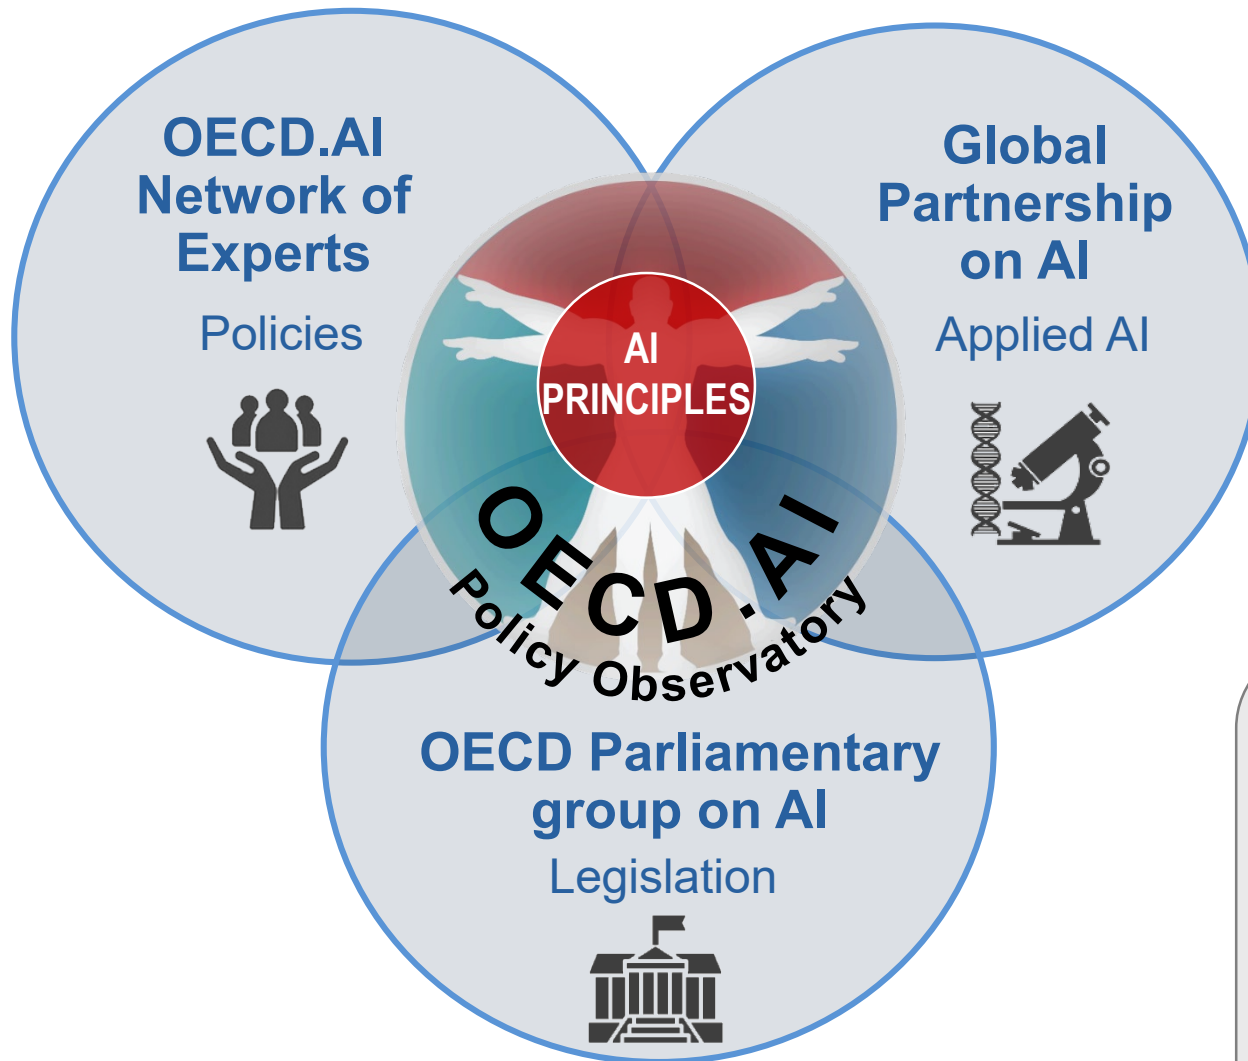 OECD.AI
Network of
Experts
Policies
Global
Partnership
on AI
Applied AI
AI
PRINCIPLES
OECD.AI
Policy Observatory
OECD Parliamentary
group on AI
Legislation